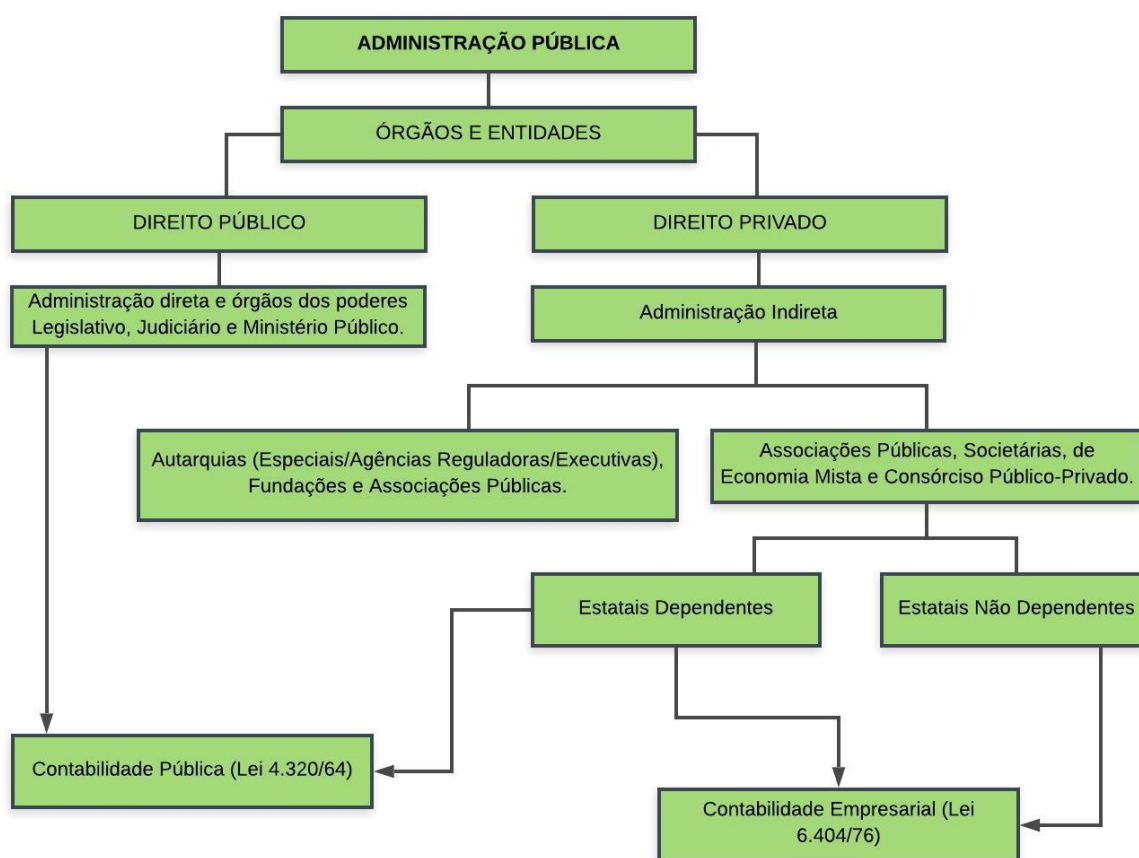 ADMINISTRAÇÃO PÚBLICA
ÓRGÃOS E ENTIDADES
DIREITO PÚBLICO
DIREITO PRIVADO
Administração direta e órgãos dos poderes
Legislativo, Judiciário e Ministério Público.
Administração Indireta
Autarquias (Especiais/Agências Reguladoras/Executivas),
Fundações e Associações Públicas.
Associações Públicas, Societárias, de
Economia Mista e Consórciso Público-Privado.
Estatais Dependentes
Estatais Não Dependentes
Contabilidade Pública (Lei 4.320/64)
Contabilidade Empresarial (Lei
6.404/76)